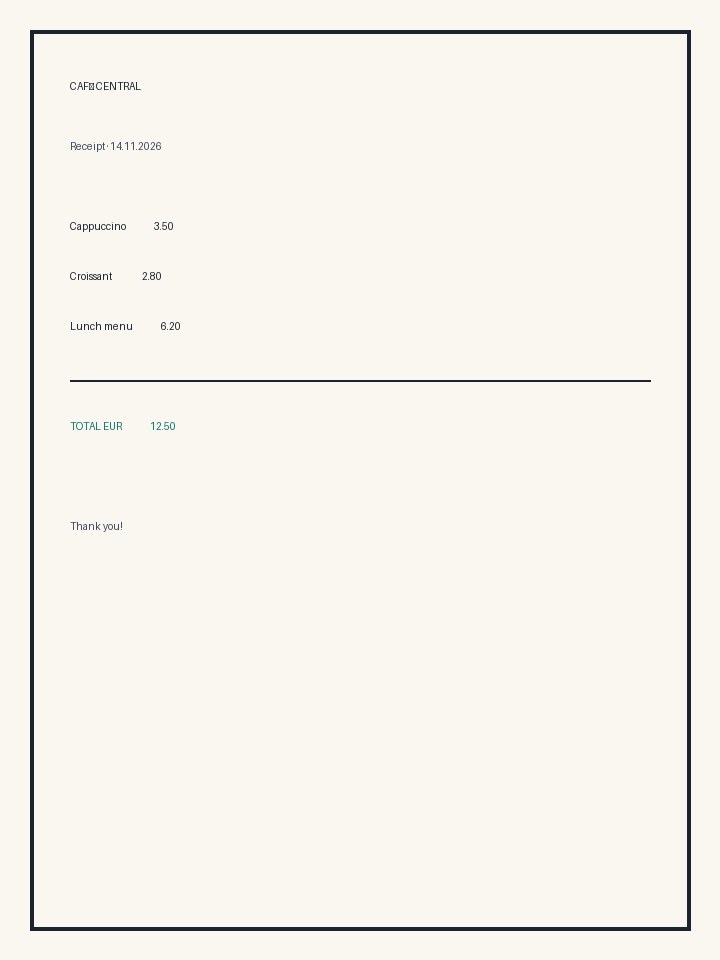 CAF▯ CENTRAL
Receipt · 14.11.2026
Cappuccino 3.50
Croissant 2.80
Lunch menu 6.20
TOTAL EUR 12.50
Thank you!